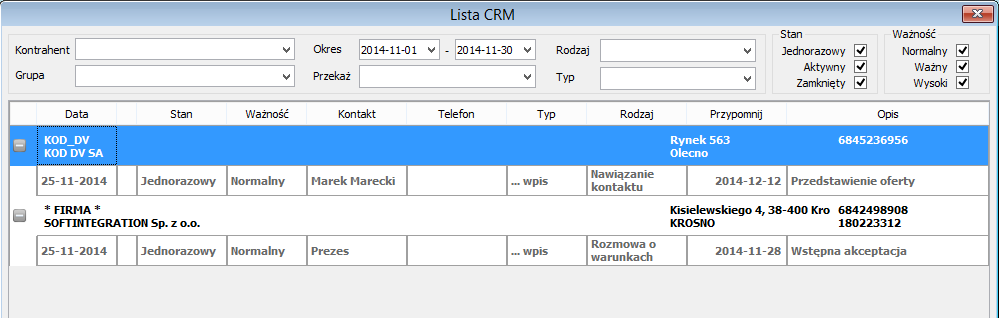 Lista CRM
Kontrahent
Okres 2014-11-01 - 2014-11-30
Rodzaj
Grupa
Przekaż
Typ
Stan
Jednorazowy
Aktywny
Zamknięty
Ważność
Normalny
Ważny
Wysoki
Data Stan Ważność Kontakt Telefon Typ Rodzaj Przypomnij Opis
KOD_DV Rynek 563 6845236956
KOD DV SA Olecno
25-11-2014 Jednorazowy Normalny Marek Marecki ... wpis Nawiązanie kontaktu 2014-12-12 Przedstawienie oferty
* FIRMA * Kisielewskiego 4, 38-400 Kro 6842498908
SOFTINTEGRATION Sp. z o.o. KROSNO 180223312
25-11-2014 Jednorazowy Normalny Prezes ... wpis Rozmowa o warunkach 2014-11-28 Wstępna akceptacja